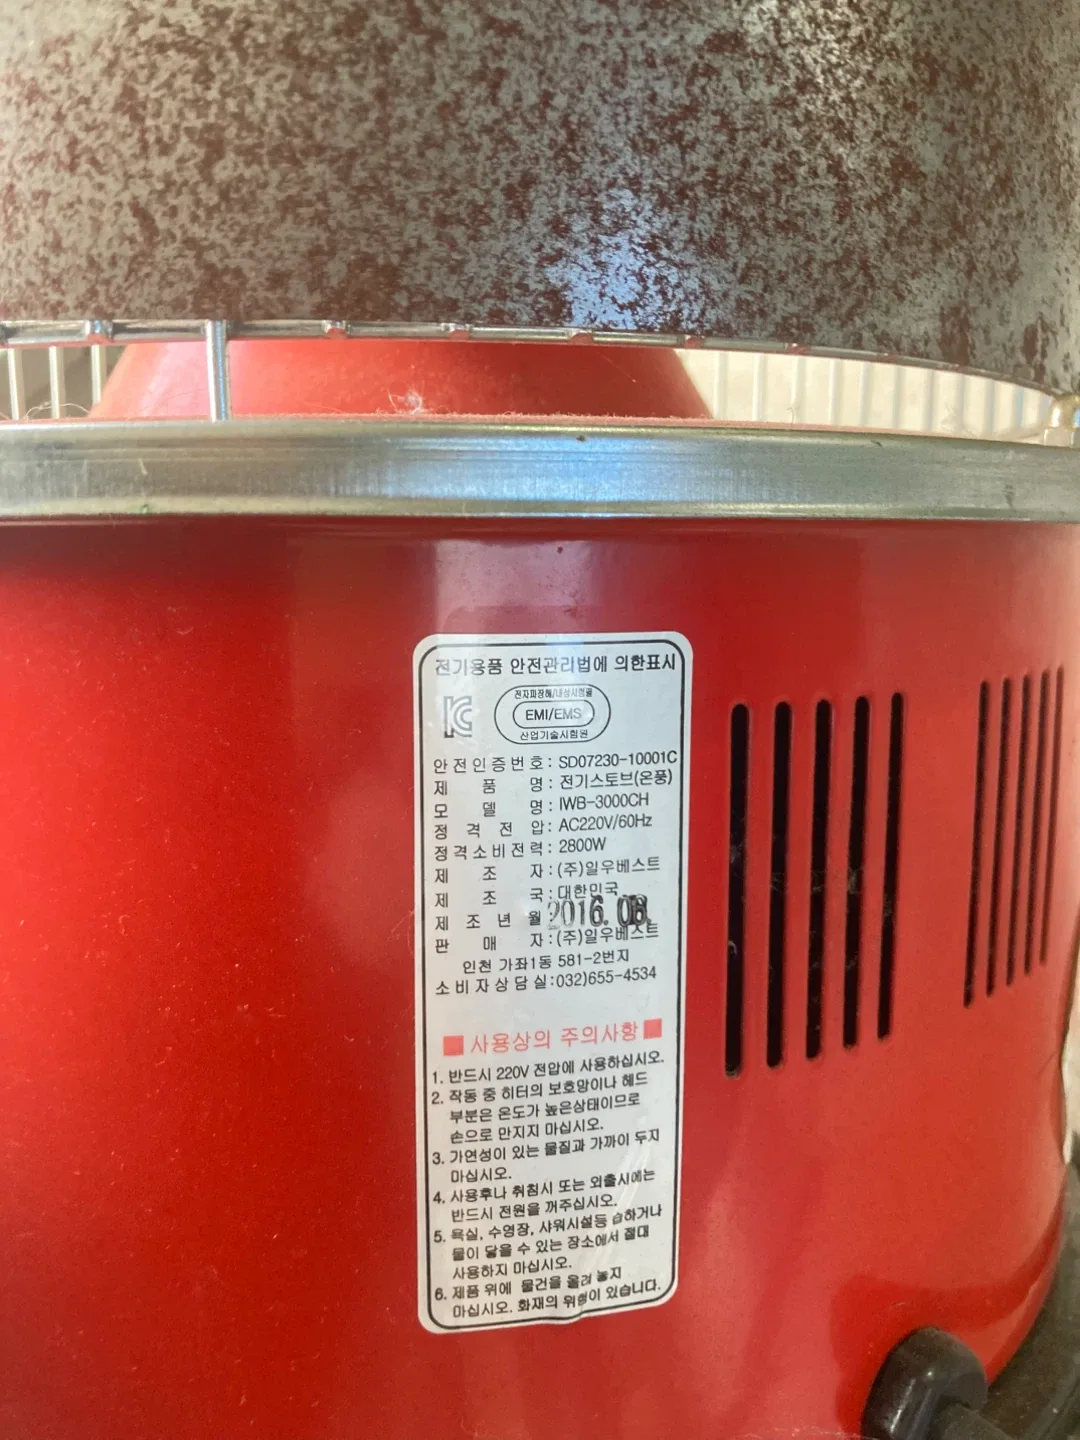 전기용품 안전관리법에 의한표시
전자파장해/내성시험필
EMI/EMS
산업기술시험원
안전인증번호: SD07230-10001C
제 품 명: 전기스토브(온풍)
모 델 명: IWB-3000CH
정 격 전 압: AC220V/60Hz
정격소비전력: 2800W
제 조 자: (주)일우베스트
제 조 국: 대한민국
제 조 년 월: 2016.
판 매 자: (주)일우베스트
인천 가좌1동 581-2번지
소비자상담실:032)655-4534
■ 사용상의 주의사항 ■
1. 반드시 220V 전압에 사용하십시오.
2. 작동 중 히터의 보호망이나 헤드
부분은 온도가 높은상태이므로
손으로 만지지 마십시오.
3. 가연성이 있는 물질과 가까이 두지
마십시오.
4. 사용후나 취침시 또는 외출시에는
반드시 전원을 꺼주십시오.
5. 욕실, 수영장, 샤워시설등 습하거나
물이 닿을 수 있는 장소에서 절대
사용하지 마십시오.
6. 제품 위에 물건을 올려 놓지
마십시오. 화재의 위험이 있습니다.